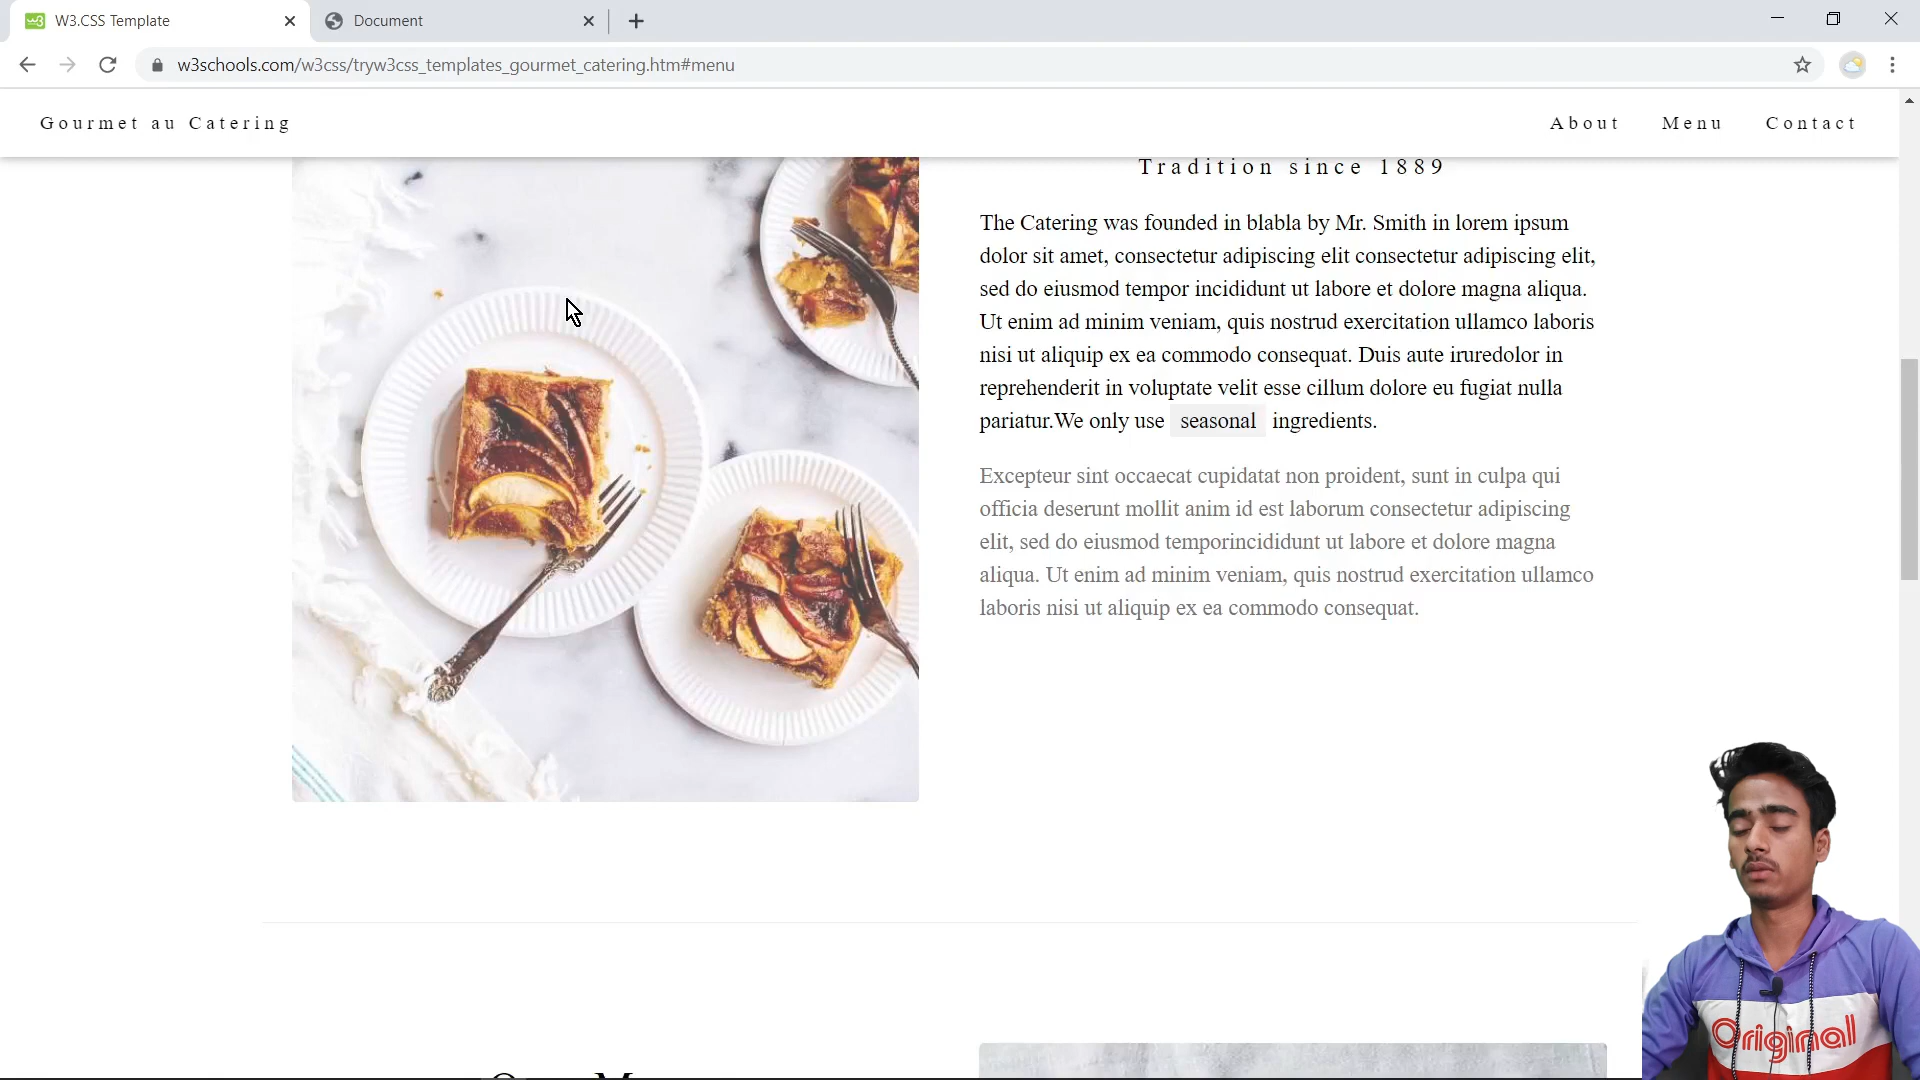 W3.CSS Template
Document
w3schools.com/w3css/tryw3css_templates_gourmet_catering.htm#menu
Gourmet au Catering
About Menu Contact
Tradition since 1889
The Catering was founded in blabla by Mr. Smith in lorem ipsum
dolor sit amet, consectetur adipiscing elit consectetur adipiscing elit,
sed do eiusmod tempor incididunt ut labore et dolore magna aliqua.
Ut enim ad minim veniam, quis nostrud exercitation ullamco laboris
nisi ut aliquip ex ea commodo consequat. Duis aute iruredolor in
reprehenderit in voluptate velit esse cillum dolore eu fugiat nulla
pariatur.We only use seasonal ingredients.
Excepteur sint occaecat cupidatat non proident, sunt in culpa qui
officia deserunt mollit anim id est laborum consectetur adipiscing
elit, sed do eiusmod temporincididunt ut labore et dolore magna
aliqua. Ut enim ad minim veniam, quis nostrud exercitation ullamco
laboris nisi ut aliquip ex ea commodo consequat.
Original